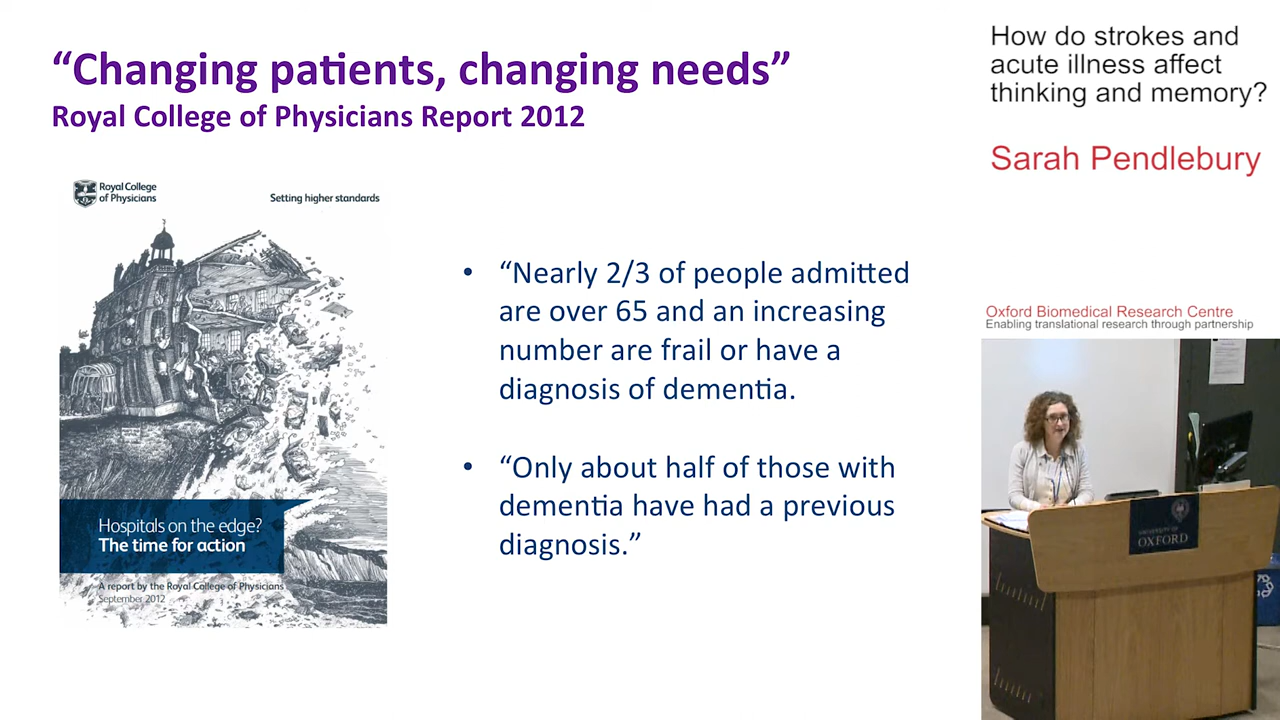 “Changing patients, changing needs”
Royal College of Physicians Report 2012
Royal College
of Physicians
Setting higher standards
Hospitals on the edge?
The time for action
A report by the Royal College of Physicians
September 2012
• “Nearly 2/3 of people admitted
are over 65 and an increasing
number are frail or have a
diagnosis of dementia.
• “Only about half of those with
dementia have had a previous
diagnosis.”
How do strokes and
acute illness affect
thinking and memory?
Sarah Pendlebury
Oxford Biomedical Research Centre
Enabling translational research through partnership
UNIVERSITY OF
OXFORD